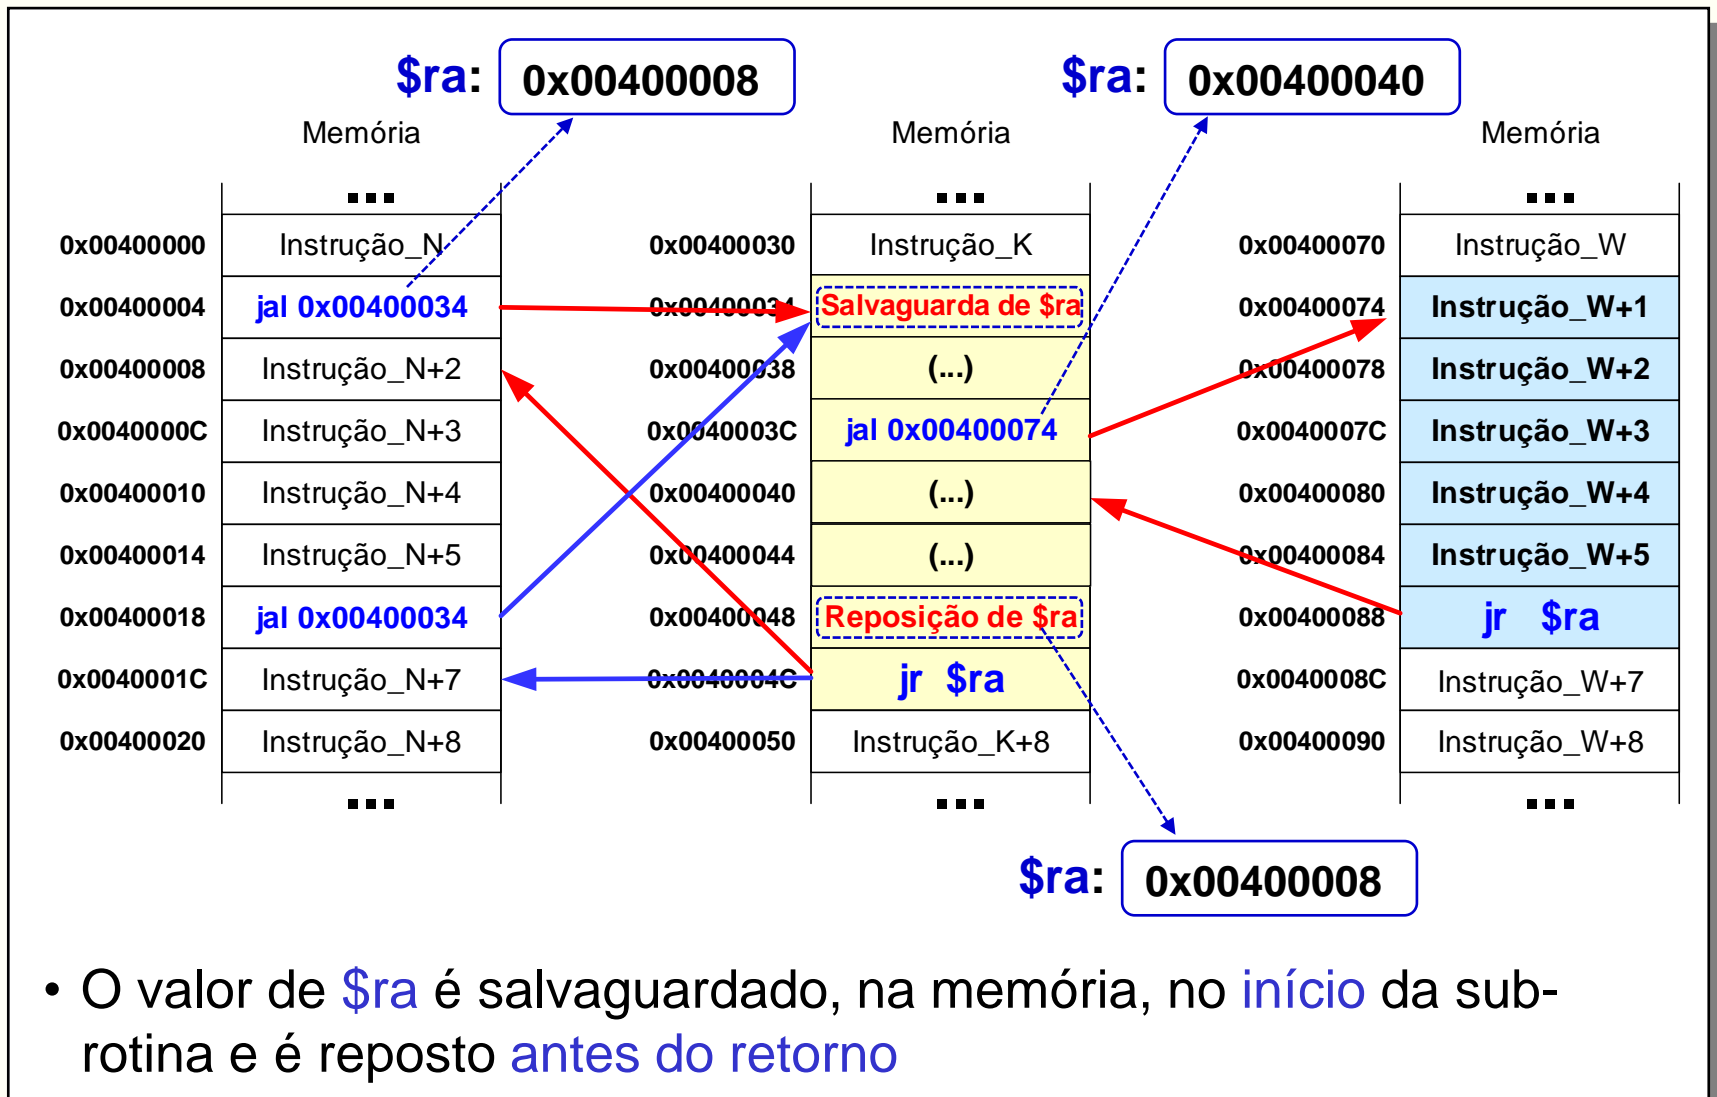 $ra: 0x00400008 $ra: 0x00400040
Memória Memória Memória
... ... ...
0x00400000 Instrução_N 0x00400030 Instrução_K 0x00400070 Instrução_W
0x00400004 jal 0x00400034 0x00400034 Salvaguarda de $ra 0x00400074 Instrução_W+1
0x00400008 Instrução_N+2 0x00400038 (...) 0x00400078 Instrução_W+2
0x0040000C Instrução_N+3 0x0040003C jal 0x00400074 0x0040007C Instrução_W+3
0x00400010 Instrução_N+4 0x00400040 (...) 0x00400080 Instrução_W+4
0x00400014 Instrução_N+5 0x00400044 (...) 0x00400084 Instrução_W+5
0x00400018 jal 0x00400034 0x00400048 Reposição de $ra 0x00400088 jr $ra
0x0040001C Instrução_N+7 0x0040004C jr $ra 0x0040008C Instrução_W+7
0x00400020 Instrução_N+8 0x00400050 Instrução_K+8 0x00400090 Instrução_W+8
... ... ...
$ra: 0x00400008
• O valor de $ra é salvaguardado, na memória, no início da sub-
rotina e é reposto antes do retorno